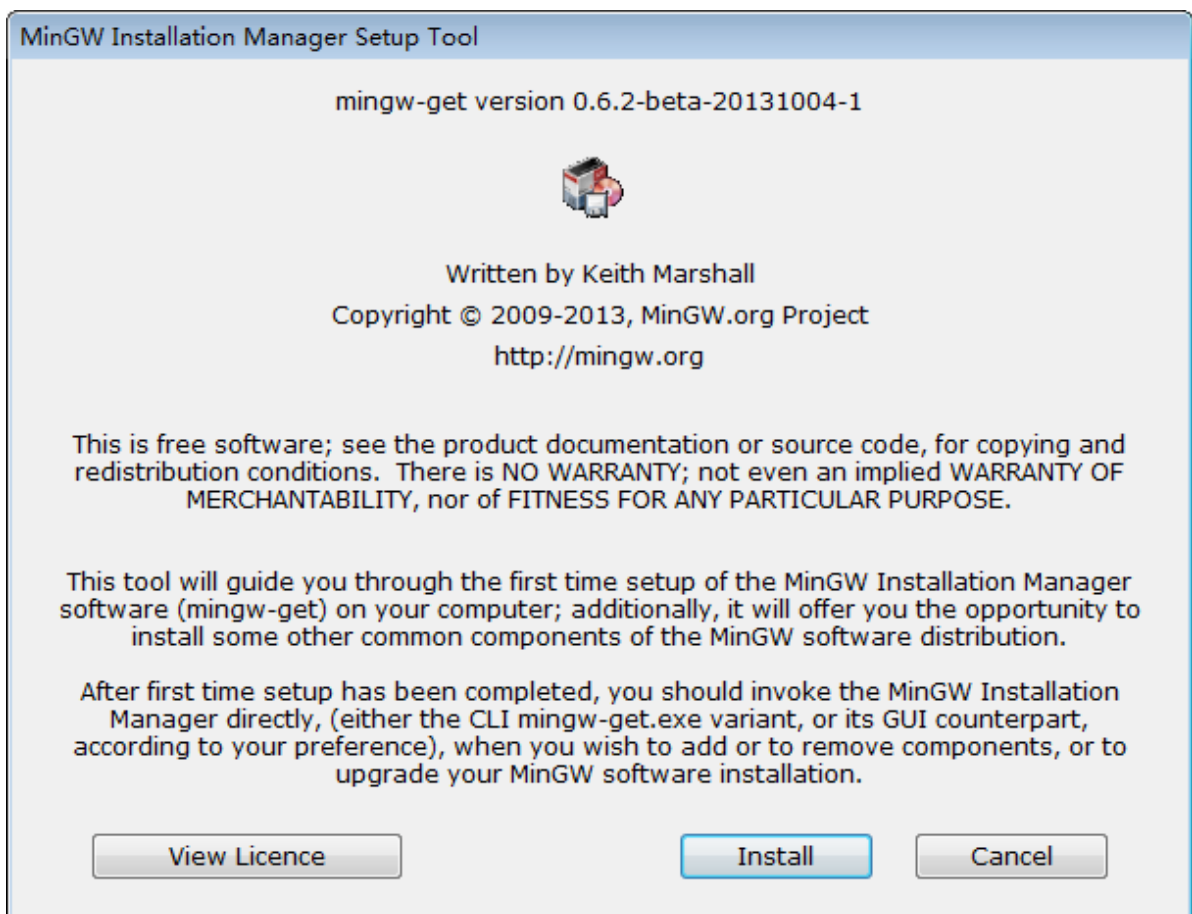 MinGW Installation Manager Setup Tool
mingw-get version 0.6.2-beta-20131004-1
Written by Keith Marshall
Copyright © 2009-2013, MinGW.org Project
http://mingw.org
This is free software; see the product documentation or source code, for copying and
redistribution conditions.  There is NO WARRANTY; not even an implied WARRANTY OF
MERCHANTABILITY, nor of FITNESS FOR ANY PARTICULAR PURPOSE.
This tool will guide you through the first time setup of the MinGW Installation Manager
software (mingw-get) on your computer; additionally, it will offer you the opportunity to
install some other common components of the MinGW software distribution.
After first time setup has been completed, you should invoke the MinGW Installation
Manager directly, (either the CLI mingw-get.exe variant, or its GUI counterpart,
according to your preference), when you wish to add or to remove components, or to
upgrade your MinGW software installation.
View Licence
Install
Cancel